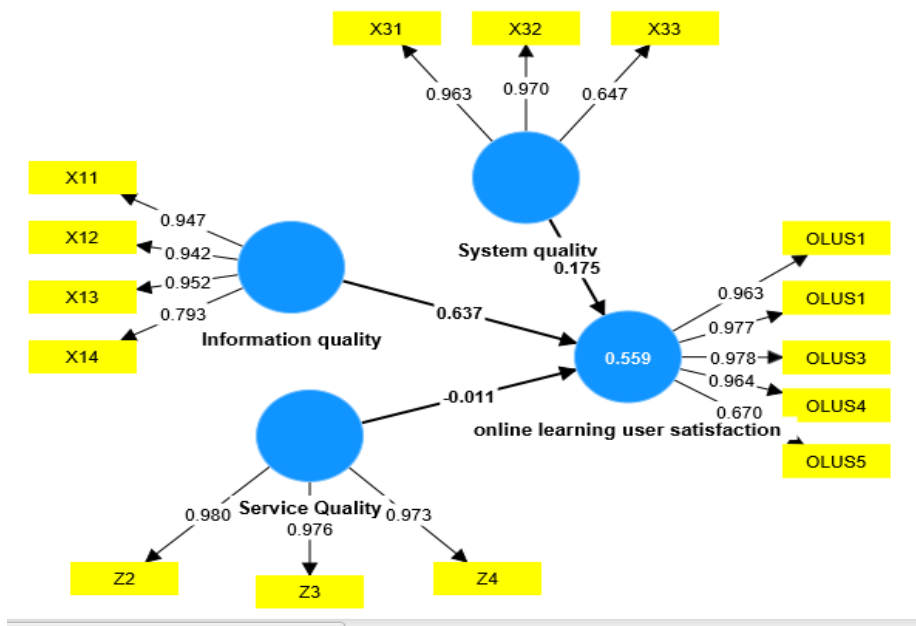 X31
X32
X33
0.963
0.970
0.647
System quality
0.175
X11
X12
X13
X14
0.947
0.942
0.952
0.793
Information quality
0.637
-0.011
Service Quality
0.980
0.976
0.973
Z2
Z3
Z4
0.559
online learning user satisfaction
0.963
0.977
0.978
0.964
0.670
OLUS1
OLUS1
OLUS3
OLUS4
OLUS5